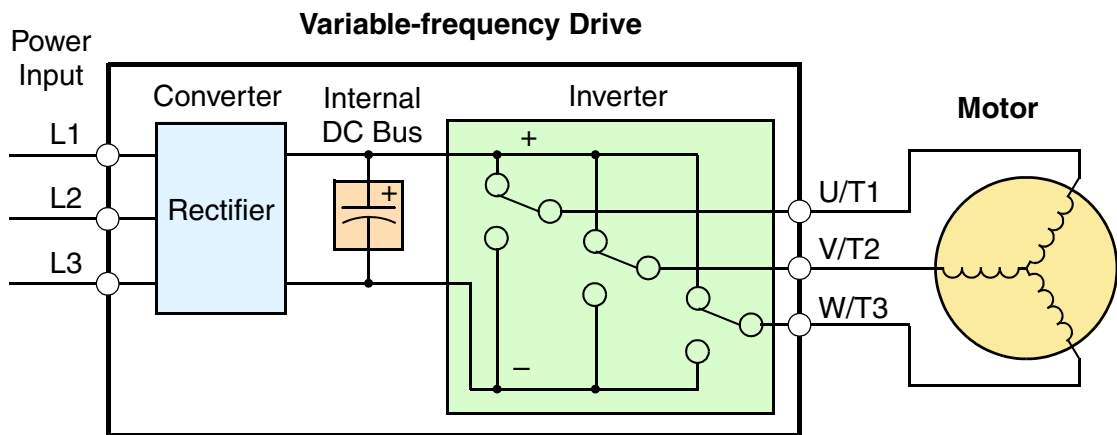 Variable-frequency Drive
Power
Input
Converter
Internal
DC Bus
Inverter
Motor
L1
L2
L3
Rectifier
+
+
−
U/T1
V/T2
W/T3